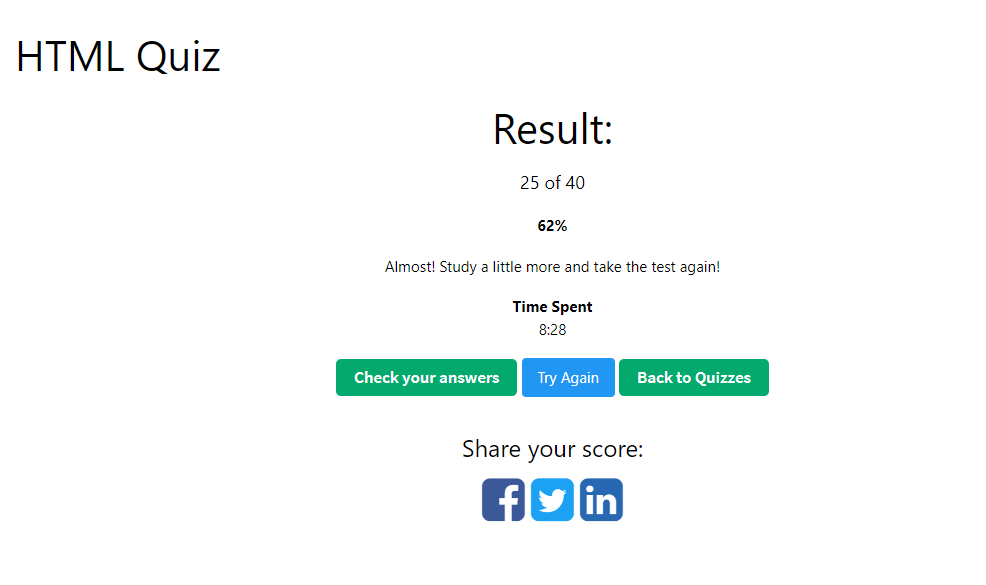 HTML Quiz
Result:
25 of 40
62%
Almost! Study a little more and take the test again!
Time Spent
8:28
Check your answers Try Again Back to Quizzes
Share your score:
f in